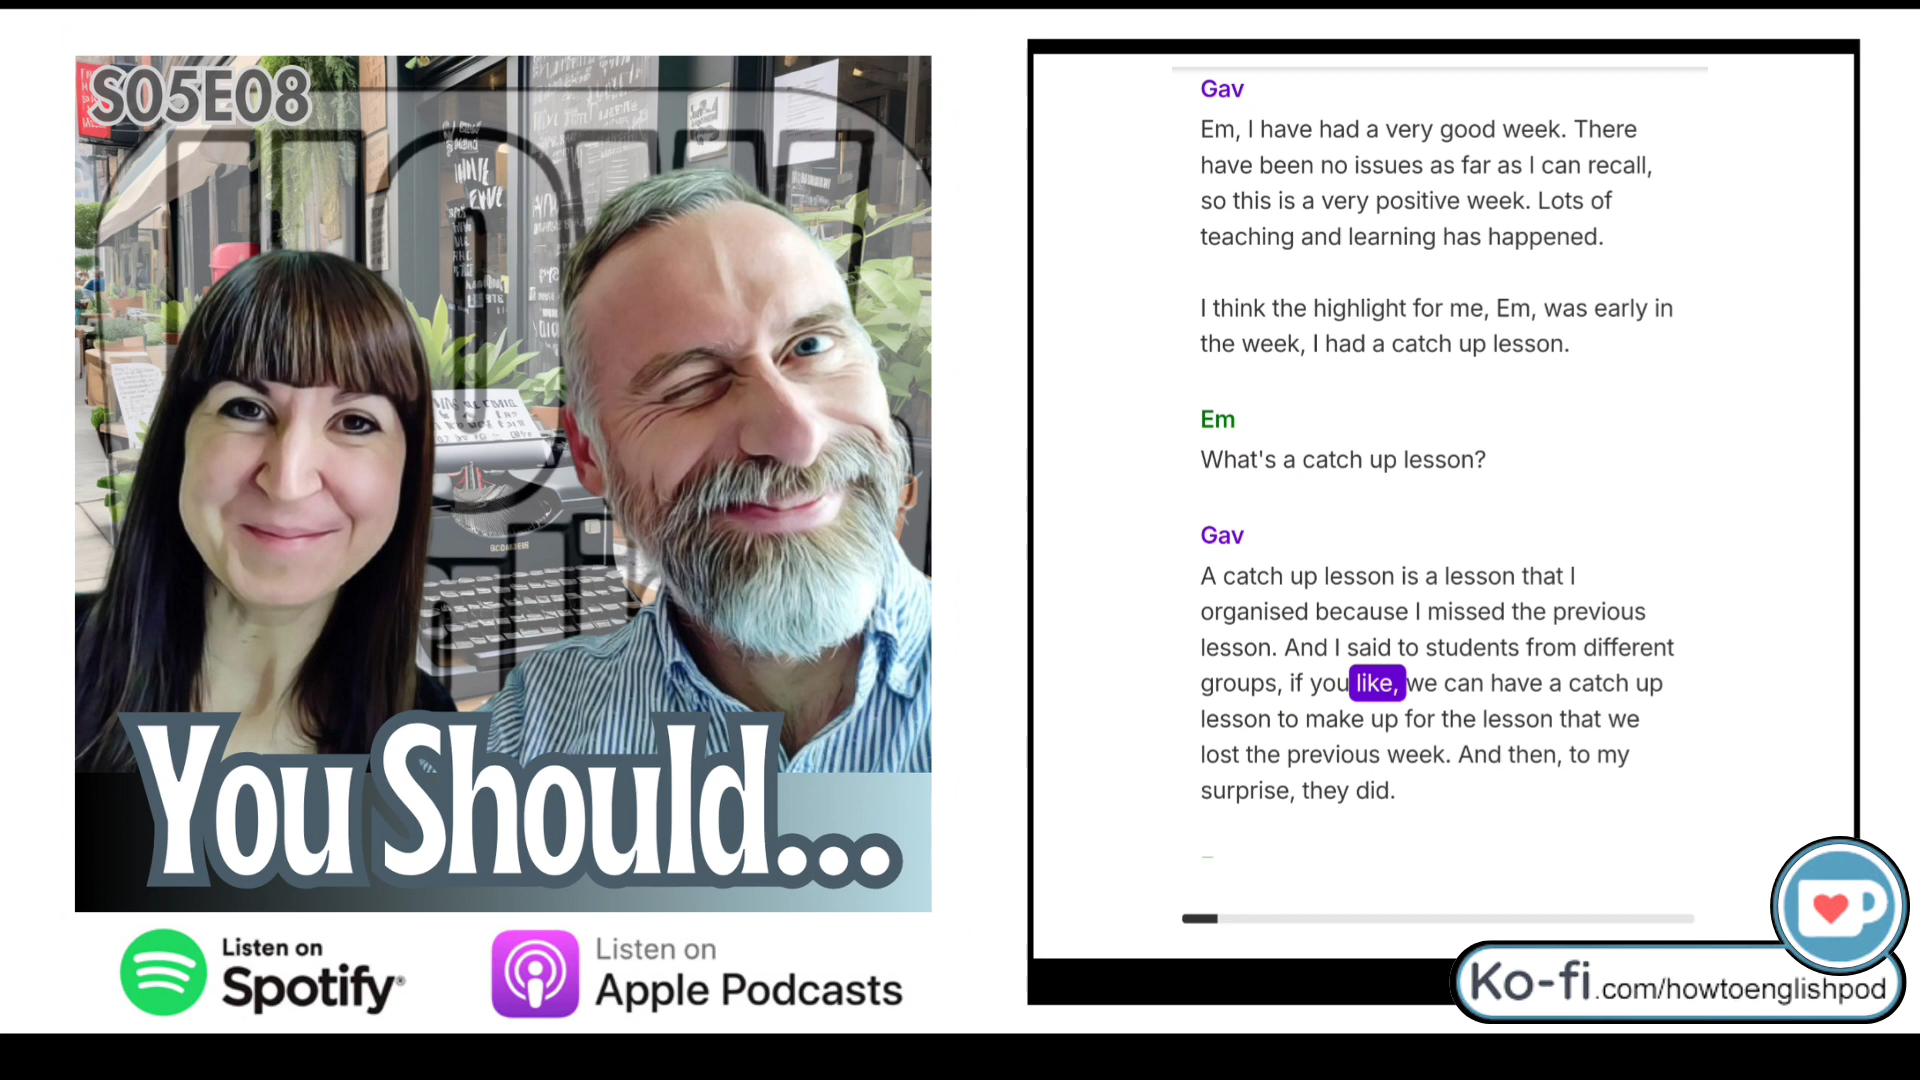 S05E08
You Should...
Listen on
Spotify®
Listen on
Apple Podcasts
Gav
Em, I have had a very good week. There
have been no issues as far as I can recall,
so this is a very positive week. Lots of
teaching and learning has happened.
I think the highlight for me, Em, was early in
the week, I had a catch up lesson.
Em
What's a catch up lesson?
Gav
A catch up lesson is a lesson that I
organised because I missed the previous
lesson. And I said to students from different
groups, if you like, we can have a catch up
lesson to make up for the lesson that we
lost the previous week. And then, to my
surprise, they did.
Ko-fi.com/howtoenglishpod